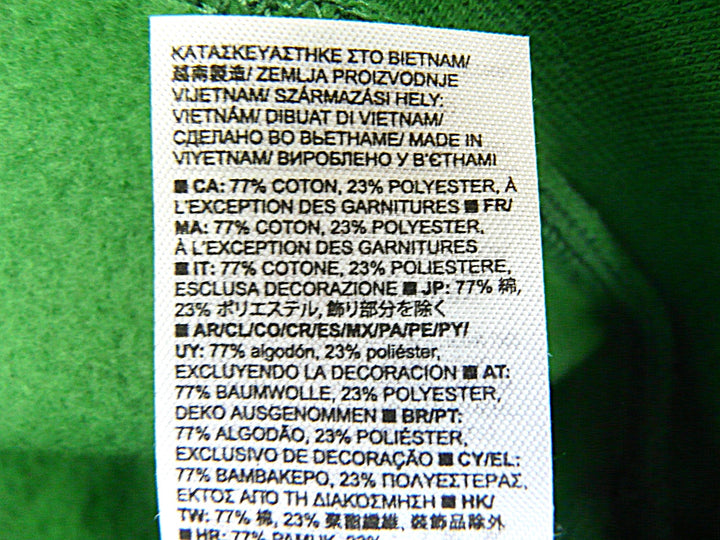 ΚΑΤΑΣΚΕΥΑΣΤΗΚΕ ΣΤΟ ΒΙΕΤΝΑΜ/
越南製造/ ZEMLJA PROIZVODNJE
VIJETNAM/ SZÁRMAZÁSI HELY:
VIETNÁM/ DIBUAT DI VIETNAM/
СДЕЛАНО ВО ВЬЕТНАМЕ/ MADE IN
VIYETNAM/ ВИРОБЛЕНО У В'ЄТНАМІ
■ CA: 77% COTON, 23% POLYESTER, À
L'EXCEPTION DES GARNITURES ■ FR/
MA: 77% COTON, 23% POLYESTER,
À L'EXCEPTION DES GARNITURES
■ IT: 77% COTONE, 23% POLIESTERE,
ESCLUSA DECORAZIONE ■ JP: 77% 綿,
23% ポリエステル, 飾り部分を除く
■ AR/CL/CO/CR/ES/MX/PA/PE/PY/
UY: 77% algodón, 23% poliéster,
EXCLUYENDO LA DECORACIÓN ■ AT:
77% BAUMWOLLE, 23% POLYESTER,
DEKO AUSGENOMMEN ■ BR/PT:
77% ALGODÃO, 23% POLIÉSTER,
EXCLUSIVO DE DECORAÇÃO ■ CY/EL:
77% ΒΑΜΒΑΚΕΡΟ, 23% ΠΟΛΥΕΣΤΕΡΑΣ,
ΕΚΤΟΣ ΑΠΟ ΤΗ ΔΙΑΚΟΣΜΗΣΗ ■ HK/
TW: 77% 棉, 23% 聚酯纖維, 裝飾品除外
■ HR: 77% PAMUK, 23%